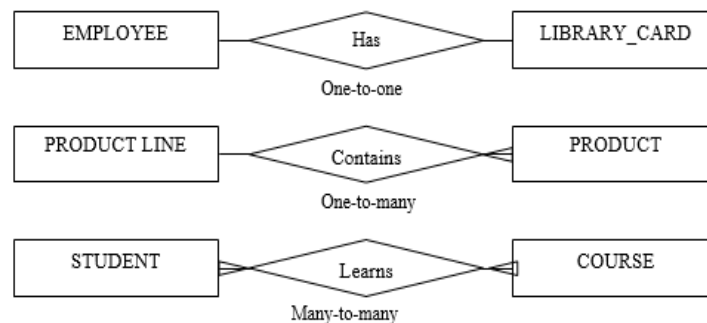 EMPLOYEE Has LIBRARY_CARD
One-to-one
PRODUCT LINE Contains PRODUCT
One-to-many
STUDENT Learns COURSE
Many-to-many